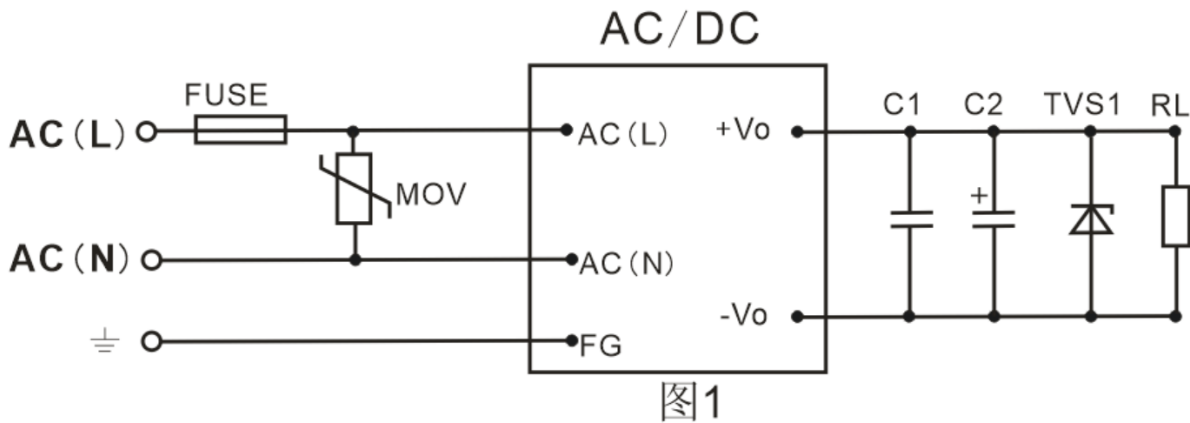 AC/DC
FUSE
C1
C2
TVS1
RL
AC(L)
AC(L)
+Vo
MOV
+
AC(N)
AC(N)
-Vo
FG
图1